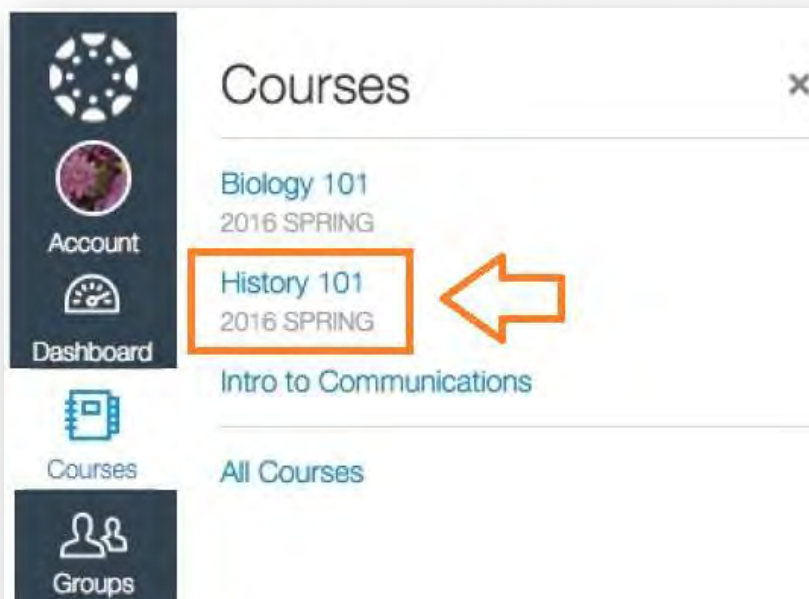 Courses
×
Biology 101
2016 SPRING
Account
History 101
2016 SPRING
Dashboard
Intro to Communications
Courses
All Courses
Groups